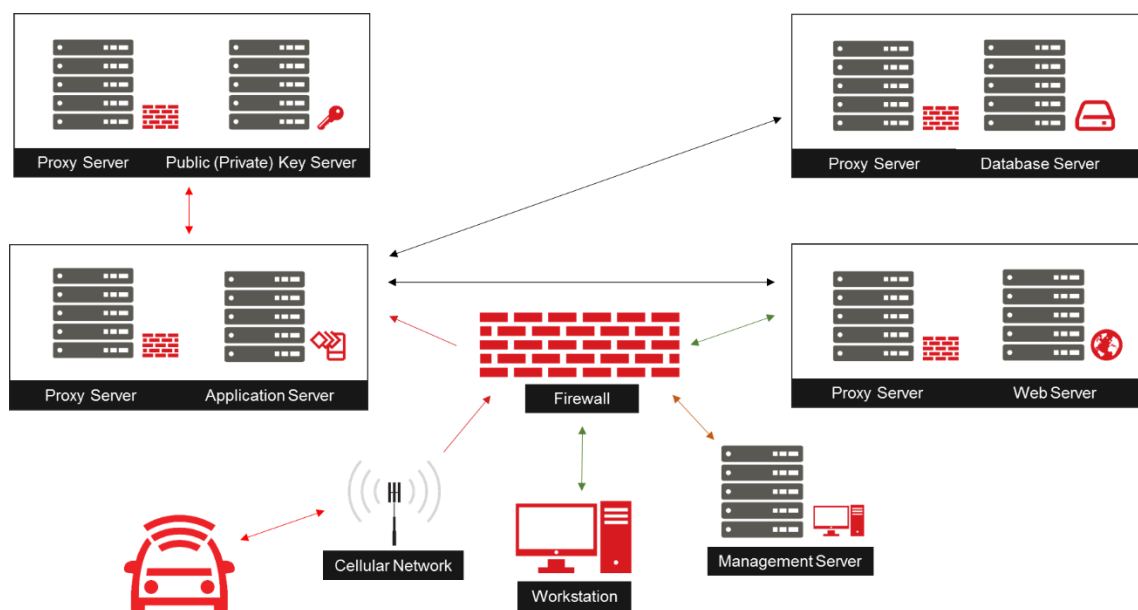 Proxy Server Public (Private) Key Server
Proxy Server Database Server
Proxy Server Application Server
Proxy Server Web Server
Firewall
Cellular Network
Workstation
Management Server